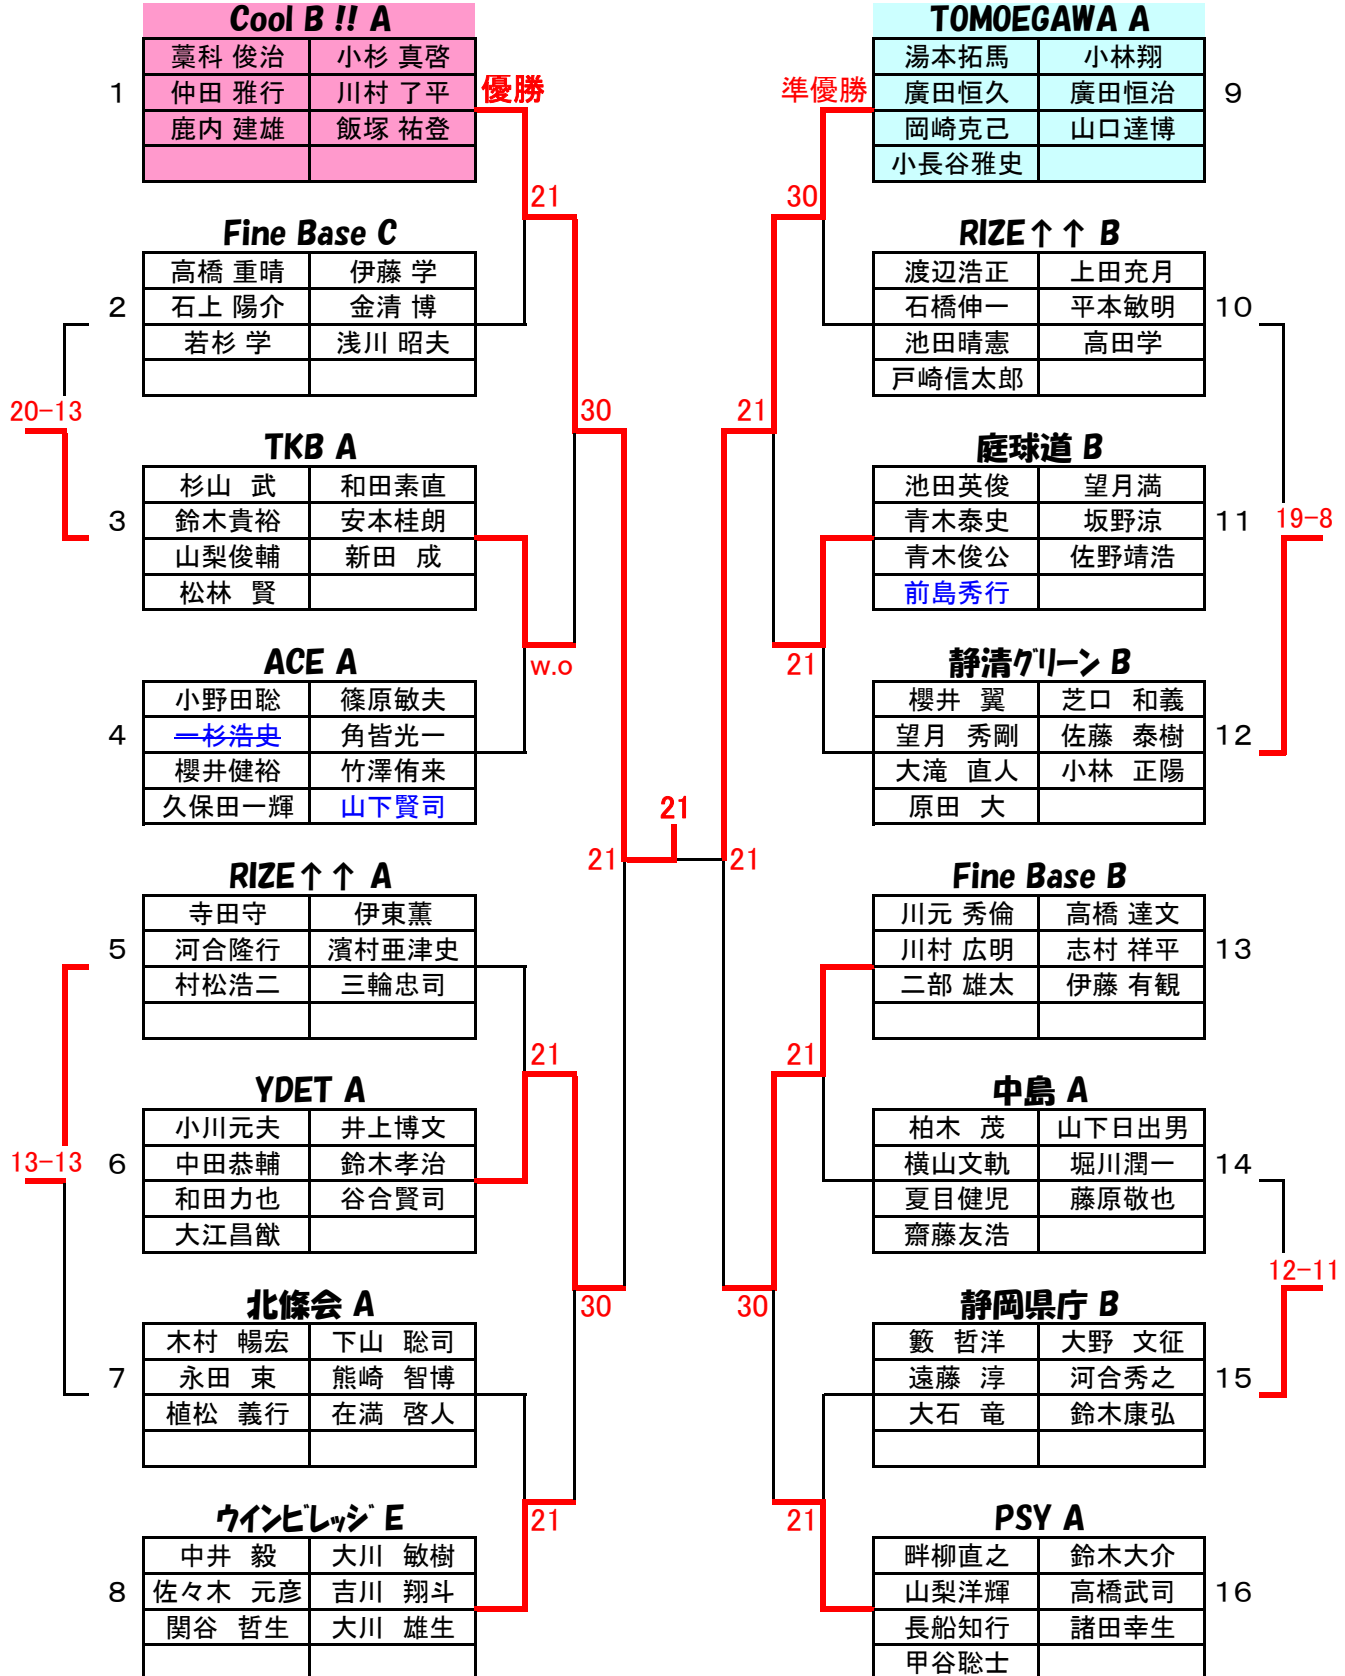 Cool B !! A
藁科 俊治 小杉 真啓
1 仲田 雅行 川村 了平 優勝
鹿内 建雄 飯塚 祐登
21
Fine Base C
高橋 重晴 伊藤 学
2 石上 陽介 金清 博
若杉 学 浅川 昭夫
20-13
30
TKB A
杉山 武 和田素直
3 鈴木貴裕 安本桂朗
山梨俊輔 新田 成
松林 賢
w.o
ACE A
小野田聡 篠原敏夫
4 一杉浩史 角皆光一
櫻井健裕 竹澤侑来
久保田一輝 山下賢司
21
21
RIZE↑↑ A
寺田守 伊東薫
5 河合隆行 濱村亜津史
村松浩二 三輪忠司
21
YDET A
小川元夫 井上博文
13-13 6 中田恭輔 鈴木孝治
和田力也 谷合賢司
大江昌猷
30
北條会 A
木村 暢宏 下山 聡司
7 永田 束 熊崎 智博
植松 義行 在満 啓人
21
ウインビレッジ E
中井 毅 大川 敏樹
8 佐々木 元彦 吉川 翔斗
関谷 哲生 大川 雄生
TOMOEGAWA A
湯本拓馬 小林翔
準優勝 廣田恒久 廣田恒治 9
岡崎克己 山口達博
小長谷雅史
30
RIZE↑↑ B
渡辺浩正 上田充月
石橋伸一 平本敏明 10
池田晴憲 高田学
戸崎信太郎
21
庭球道 B
池田英俊 望月満
青木泰史 坂野涼 11 19-8
青木俊公 佐野靖浩
前島秀行
21
静清グリーン B
櫻井 翼 芝口 和義
望月 秀剛 佐藤 泰樹 12
大滝 直人 小林 正陽
原田 大
21
Fine Base B
川元 秀倫 高橋 達文
川村 広明 志村 祥平 13
二部 雄太 伊藤 有観
21
中島 A
柏木 茂 山下日出男
横山文軌 堀川潤一 14
夏目健児 藤原敬也
齋藤友浩
12-11
30
静岡県庁 B
籔 哲洋 大野 文征
遠藤 淳 河合秀之 15
大石 竜 鈴木康弘
21
PSY A
畔柳直之 鈴木大介
山梨洋輝 高橋武司 16
長船知行 諸田幸生
甲谷聡士